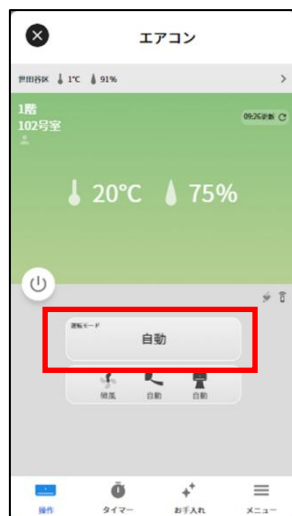 エアコン
世田谷区 1℃ 91%
1階
102号室
09:26更新
20℃ 75%
運転モード
自動
微風 自動 自動
操作 タイマー お手入れ メニュー